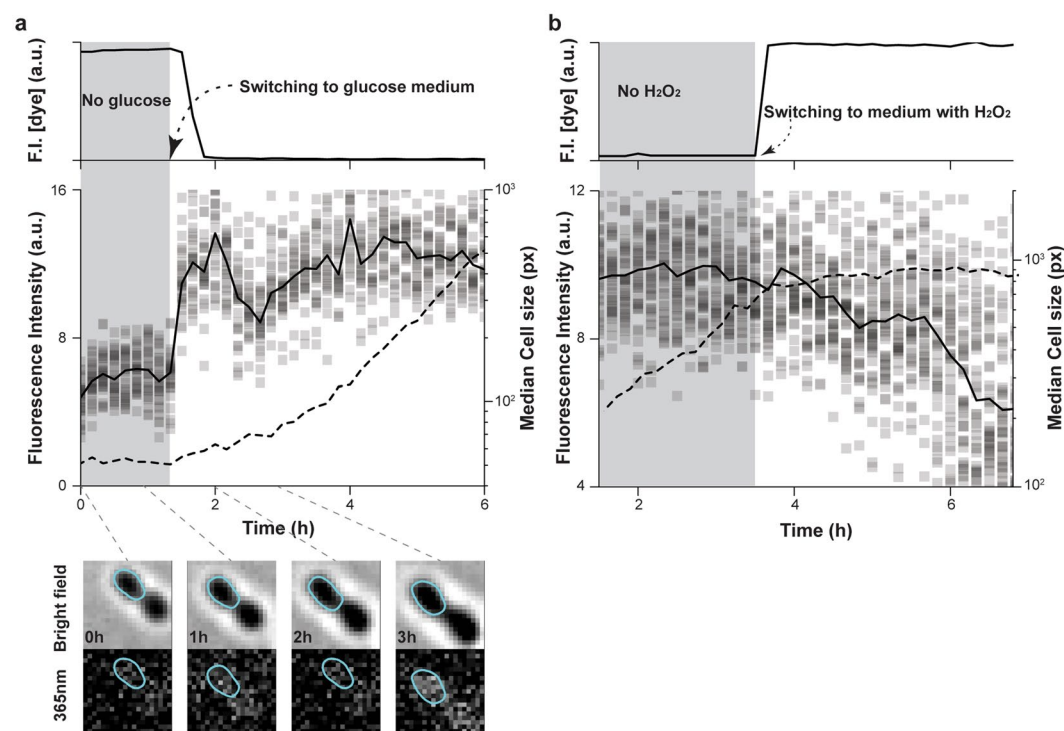 a
F.I. [dye] (a.u.)
No glucose
Switching to glucose medium
Fluorescence Intensity (a.u.)
16
8
0
10³
10²
Median Cell size (px)
0
2
4
6
Time (h)
Bright field
0h
1h
2h
3h
365nm
b
F.I. [dye] (a.u.)
No H₂O₂
Switching to medium with H₂O₂
Fluorescence Intensity (a.u.)
12
8
4
10³
10²
Median Cell size (px)
2
4
6
Time (h)